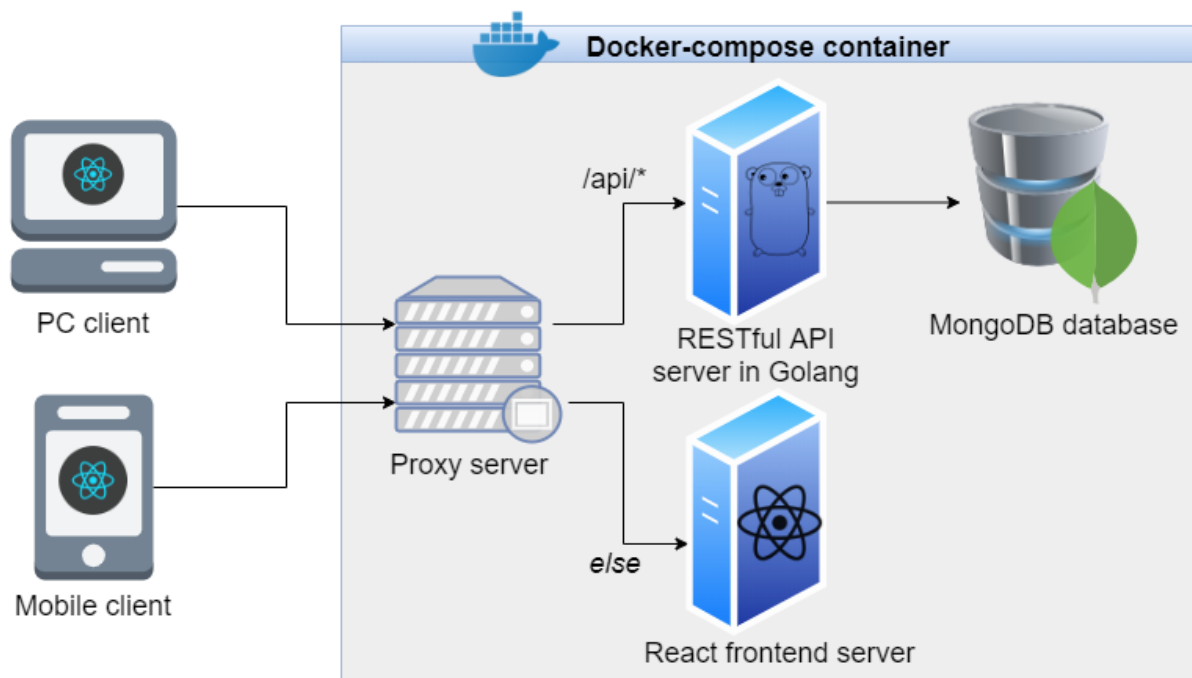 Docker-compose container
/api/*
PC client
RESTful API
server in Golang
MongoDB database
Proxy server
else
Mobile client
React frontend server